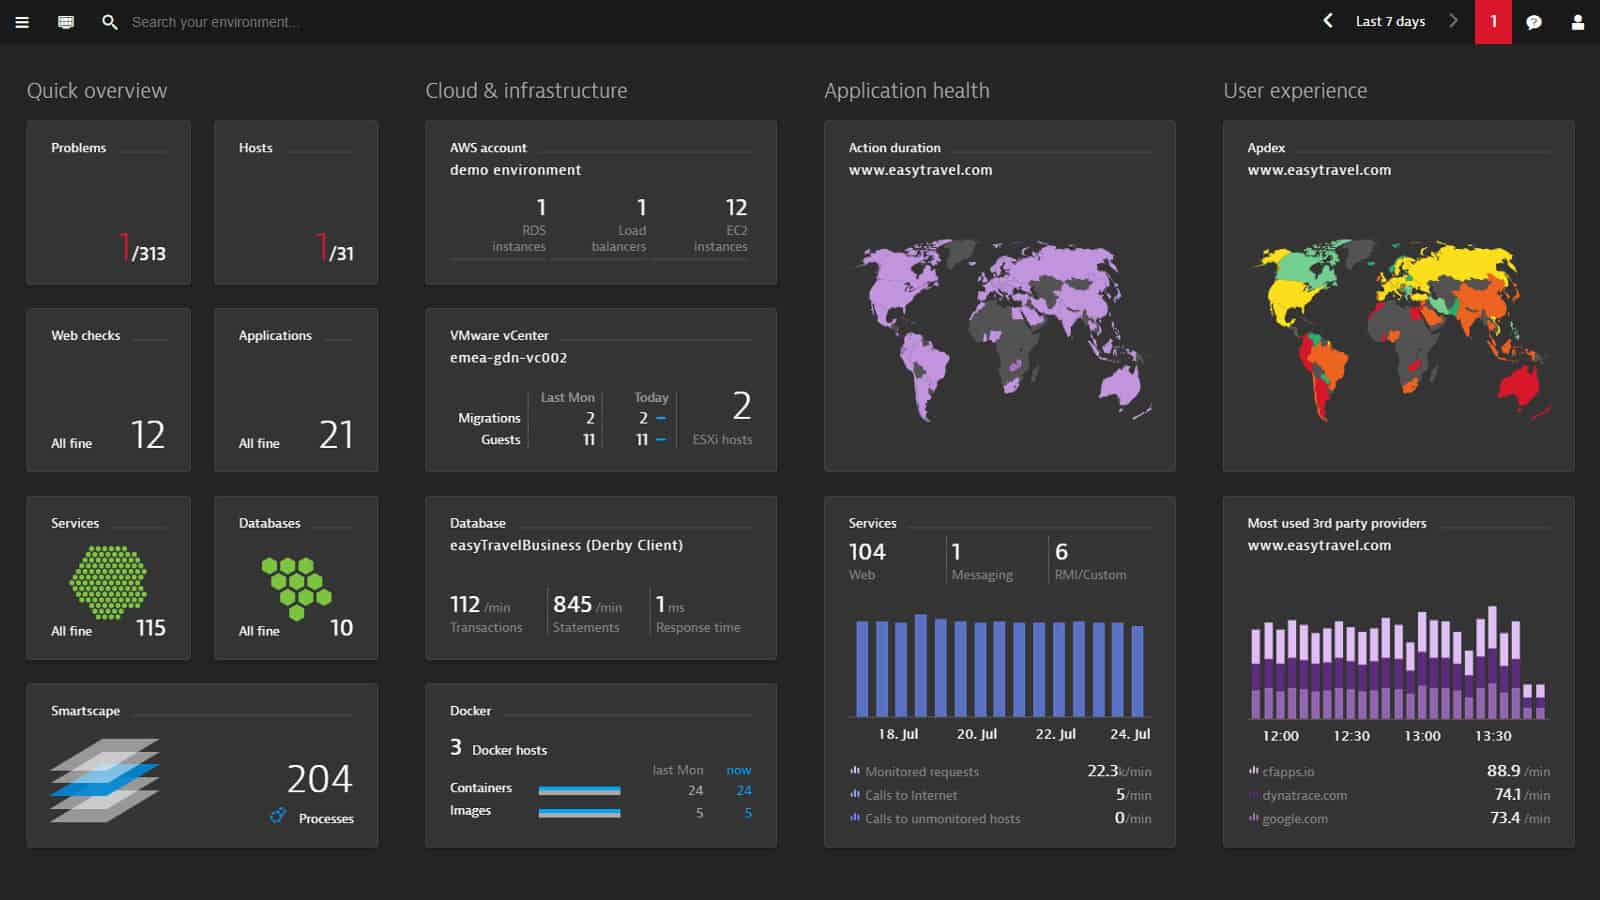 Search your environment...
Last 7 days
1
Quick overview
Problems
1/313
Hosts
1/31
Web checks
All fine 12
Applications
All fine 21
Services
All fine 115
Databases
All fine 10
Smartscape
204
Processes
Cloud & infrastructure
AWS account
demo environment
1 1 12
RDS Load EC2
instances balancers instances
VMware vCenter
emea-gdn-vc002
Last Mon Today
Migrations 2 2
Guests 11 11
2
ESXi hosts
Database
easyTravelBusiness (Derby Client)
112 /min 845 /min 1 ms
Transactions Statements Response time
Docker
3 Docker hosts
last Mon now
Containers 24 24
Images 5 5
Application health
Action duration
www.easytravel.com
Services
104 1 6
Web Messaging RMI/Custom
18. Jul 20. Jul 22. Jul 24. Jul
Monitored requests 22.3k/min
Calls to Internet 5/min
Calls to unmonitored hosts 0/min
User experience
Apdex
www.easytravel.com
Most used 3rd party providers
www.easytravel.com
12:00 12:30 13:00 13:30
cfapps.io 88.9 /min
dynatrace.com 74.1 /min
google.com 73.4 /min